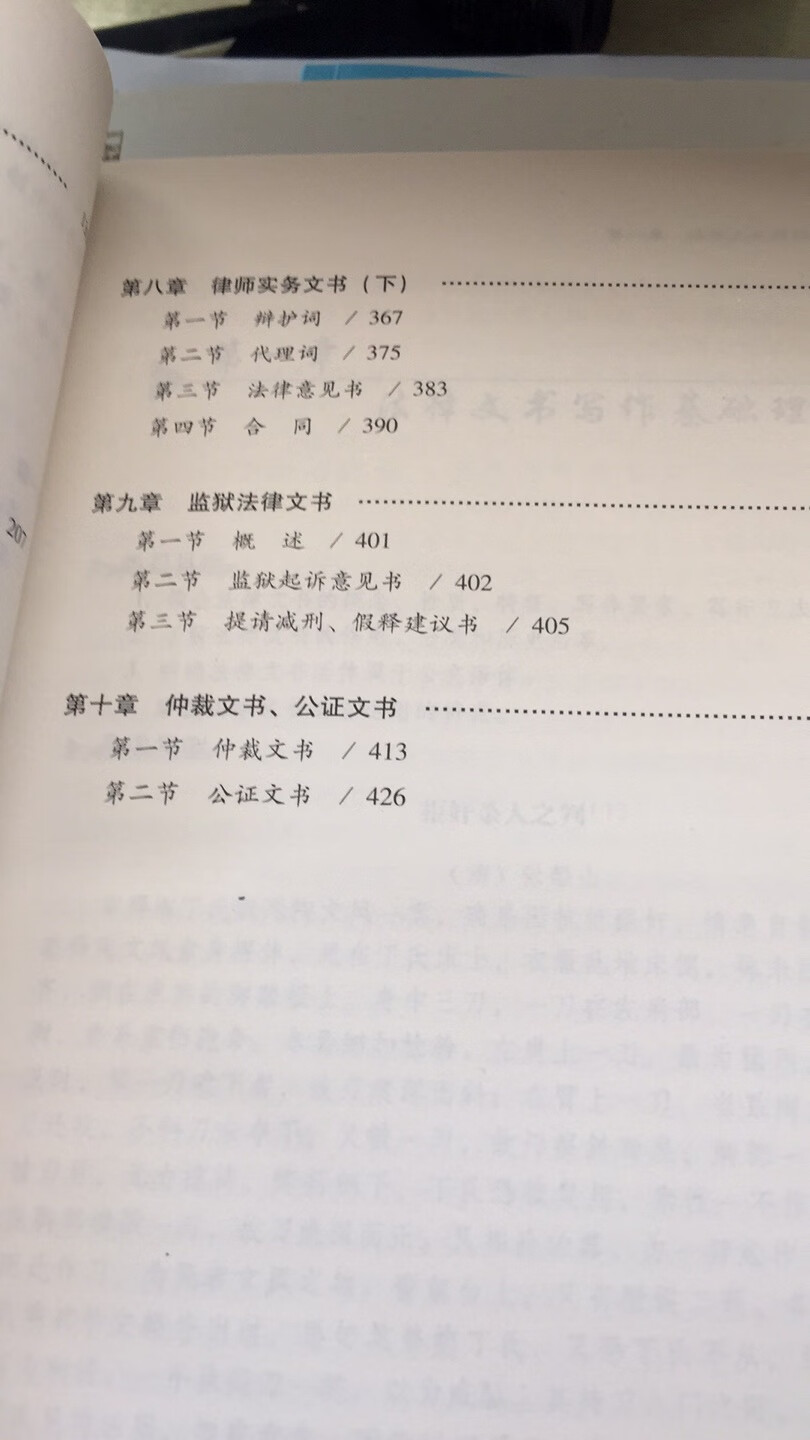 第八章 律师实务文书（下） ……………………
第一节 辩护词 / 367
第二节 代理词 / 375
第三节 法律意见书 / 383
第四节 合 同 / 390
第九章 监狱法律文书 ……………………
第一节 概 述 / 401
第二节 监狱起诉意见书 / 402
第三节 提请减刑、假释建议书 / 405
第十章 仲裁文书、公证文书 ……………………
第一节 仲裁文书 / 413
第二节 公证文书 / 426
207